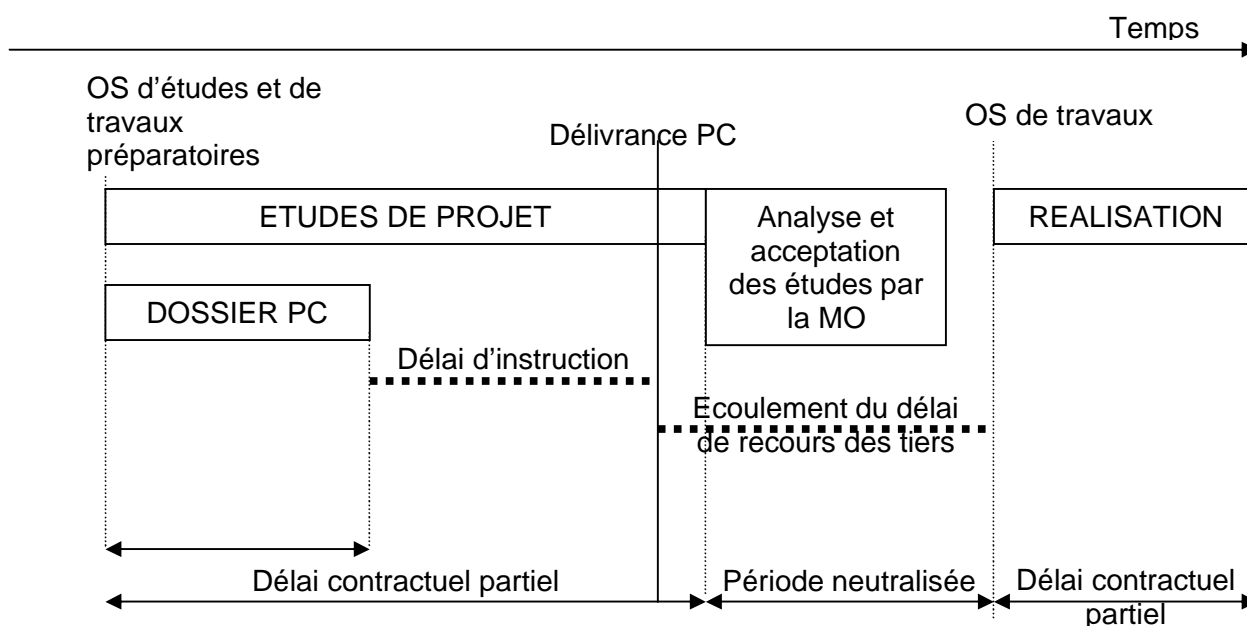 Temps
OS d'études et de
travaux
préparatoires
Délivrance PC
OS de travaux
ETUDES DE PROJET
Analyse et
acceptation
des études par
la MO
REALISATION
DOSSIER PC
Délai d'instruction
Ecoulement du délai
de recours des tiers
Délai contractuel partiel
Période neutralisée
Délai contractuel
partiel